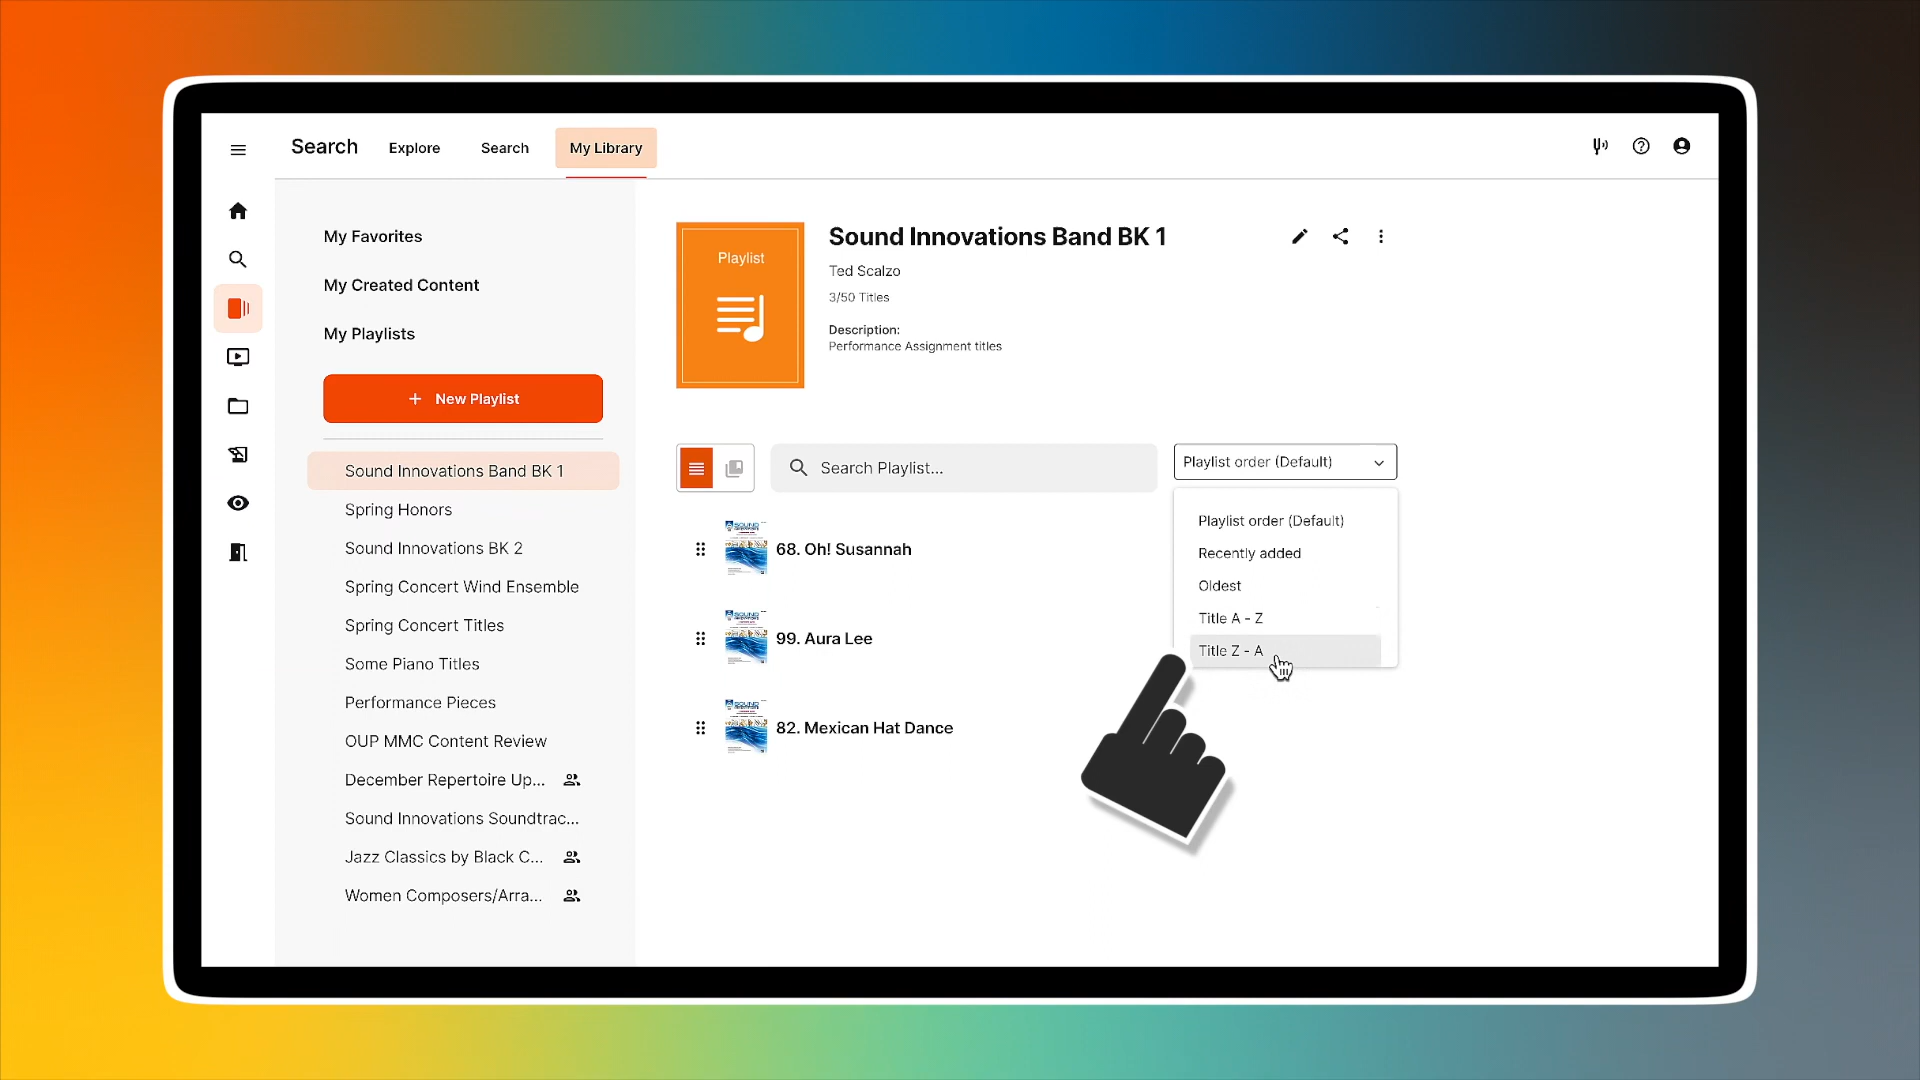 Search
Explore
Search
My Library
My Favorites
My Created Content
My Playlists
+ New Playlist
Sound Innovations Band BK 1
Spring Honors
Sound Innovations BK 2
Spring Concert Wind Ensemble
Spring Concert Titles
Some Piano Titles
Performance Pieces
OUP MMC Content Review
December Repertoire Up...
Sound Innovations Soundtrac...
Jazz Classics by Black C...
Women Composers/Arra...
Playlist
Sound Innovations Band BK 1
Ted Scalzo
3/50 Titles
Description:
Performance Assignment titles
Search Playlist...
Playlist order (Default)
Playlist order (Default)
Recently added
Oldest
Title A - Z
Title Z - A
SOUND
68. Oh! Susannah
SOUND
99. Aura Lee
SOUND
82. Mexican Hat Dance